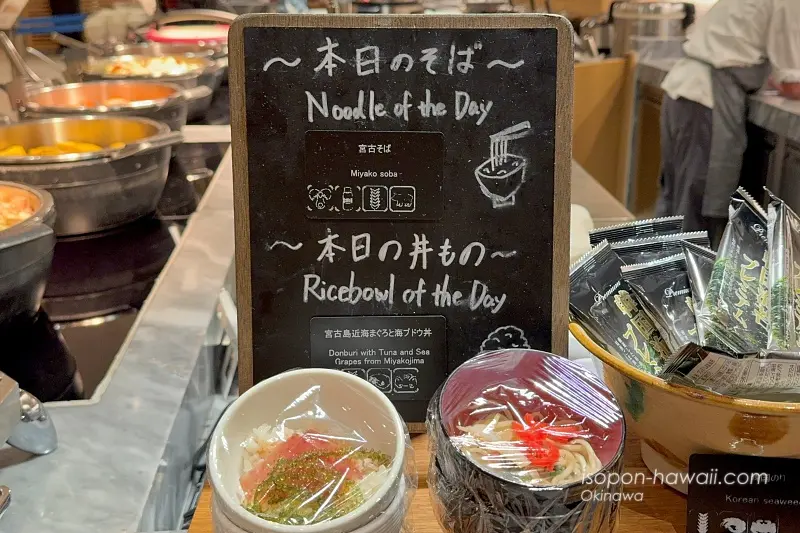 ～本日のそば～
Noodle of the Day
宮古そば
Miyako soba
～本日の丼もの～
Ricebowl of the Day
宮古島近海まぐろと海ブドウ丼
Donburi with Tuna and Sea
Grapes from Miyakojima
Premium
isopon-hawaii.com
Okinawa
Korean seawee